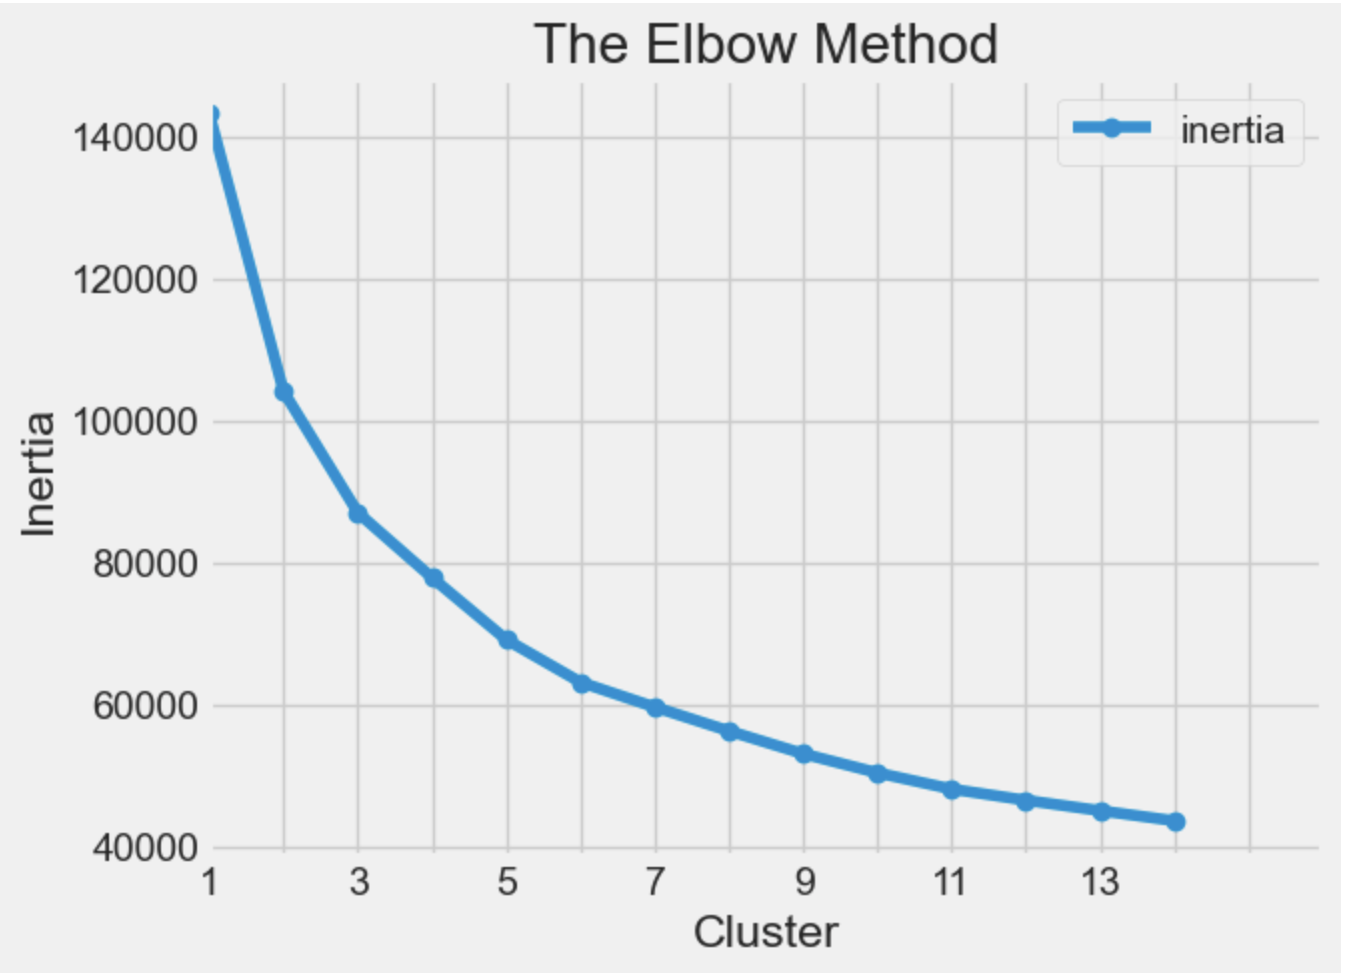 The Elbow Method
inertia
Inertia
140000
120000
100000
80000
60000
40000
1 3 5 7 9 11 13
Cluster